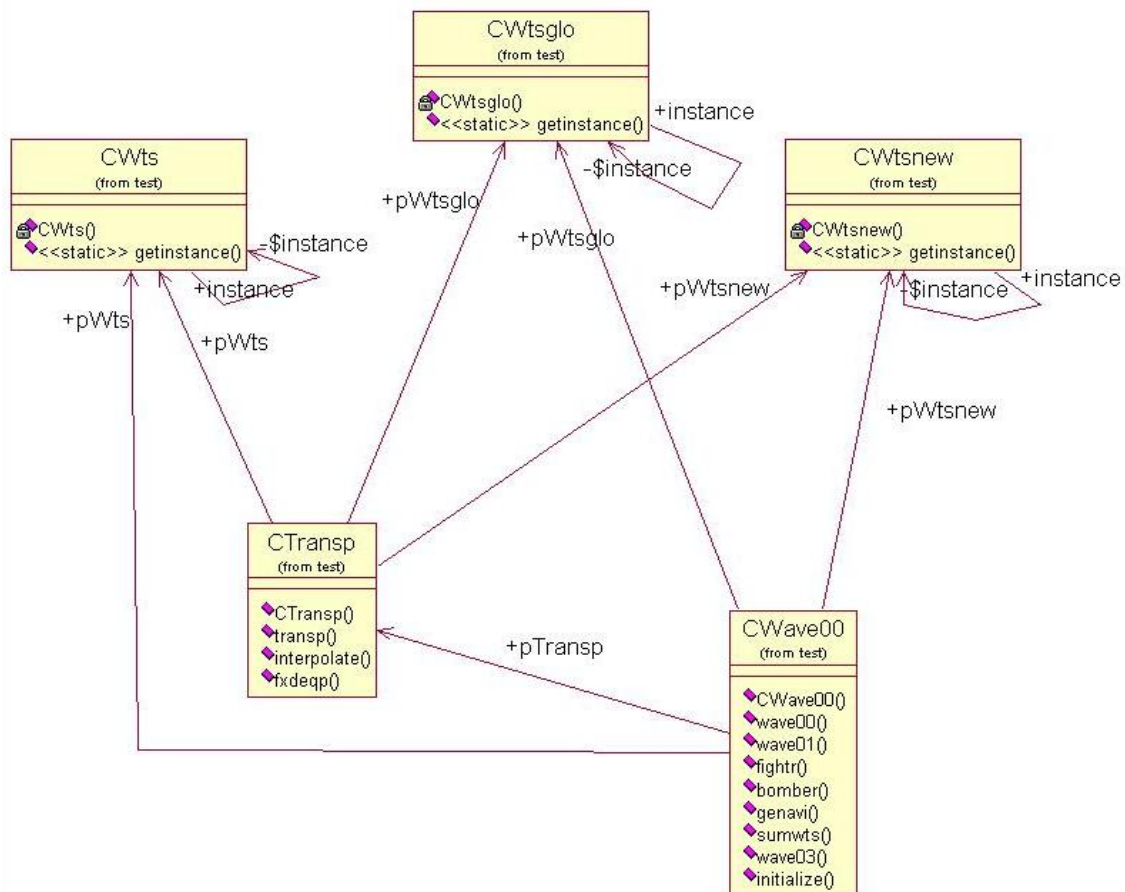 CWtsglo
(from test)
CWtsglo()
<<static>> getinstance()
+instance
-$instance
CWts
(from test)
CWts()
<<static>> getinstance()
-$instance
+instance
CWtsnew
(from test)
CWtsnew()
<<static>> getinstance()
+instance
-$instance
+pWtsglo
+pWtsglo
+pWtsnew
+pWts
+pWts
+pWtsnew
CTransp
(from test)
CTransp()
transp()
interpolate()
fxdeqp()
+pTransp
CWave00
(from test)
CWave00()
wave00()
wave01()
fightr()
bomber()
genavi()
sumwts()
wave03()
initialize()